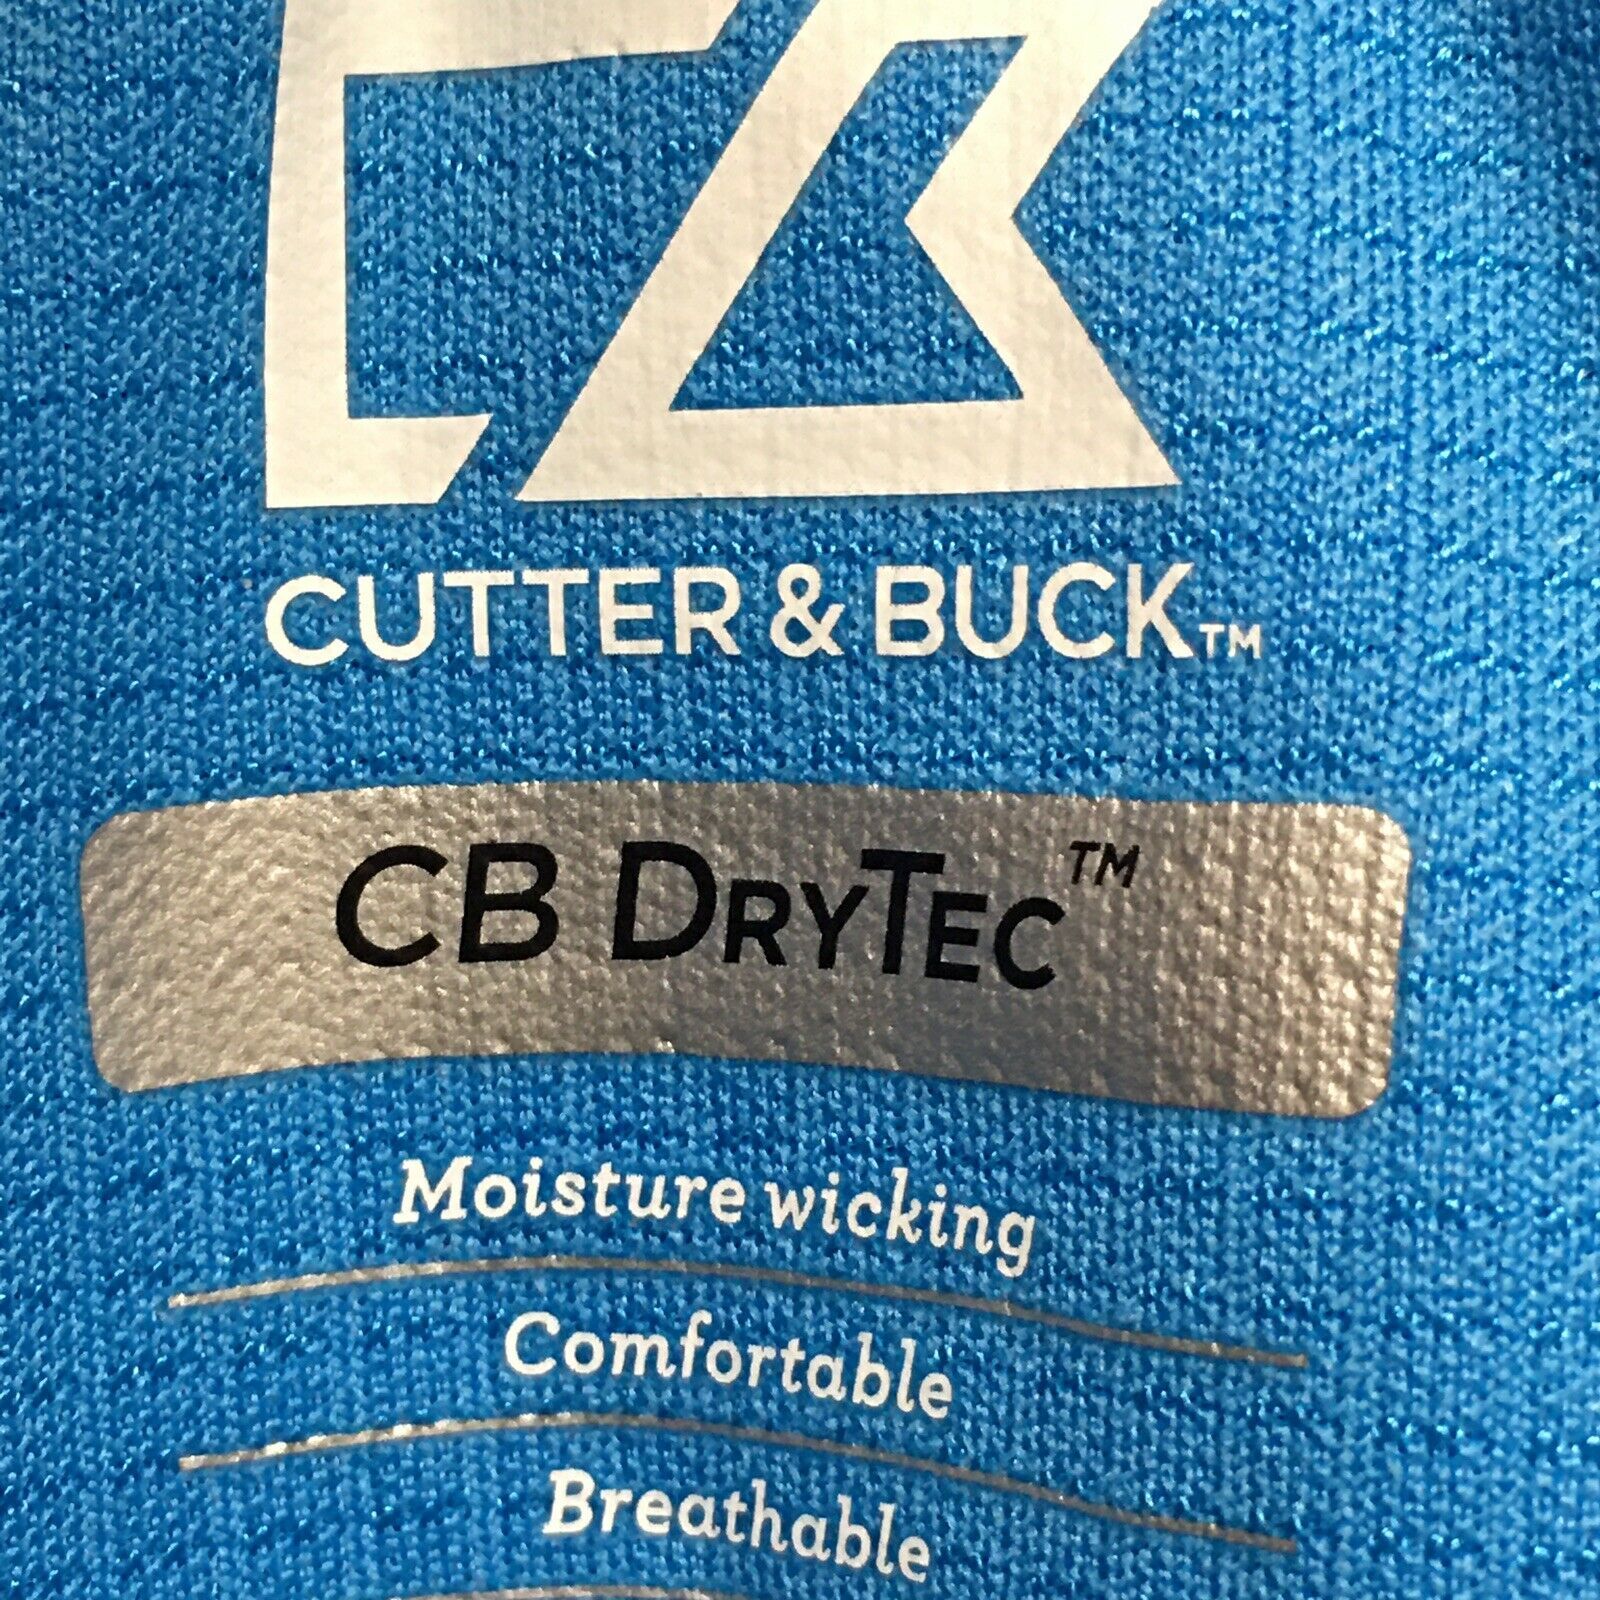 CUTTER & BUCK™
CB DRYTEC™
Moisture wicking
Comfortable
Breathable